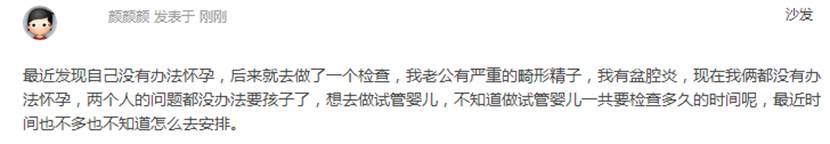 颜颜颜 发表于 刚刚
沙发
最近发现自己没有办法怀孕，后来就去做了一个检查，我老公有严重的畸形精子，我有盆腔炎，现在我俩都没有办
法怀孕，两个人的问题都没办法要孩子了，想去做试管婴儿，不知道做试管婴儿一共要检查多久的时间呢，最近时
间也不多也不知道怎么去安排。